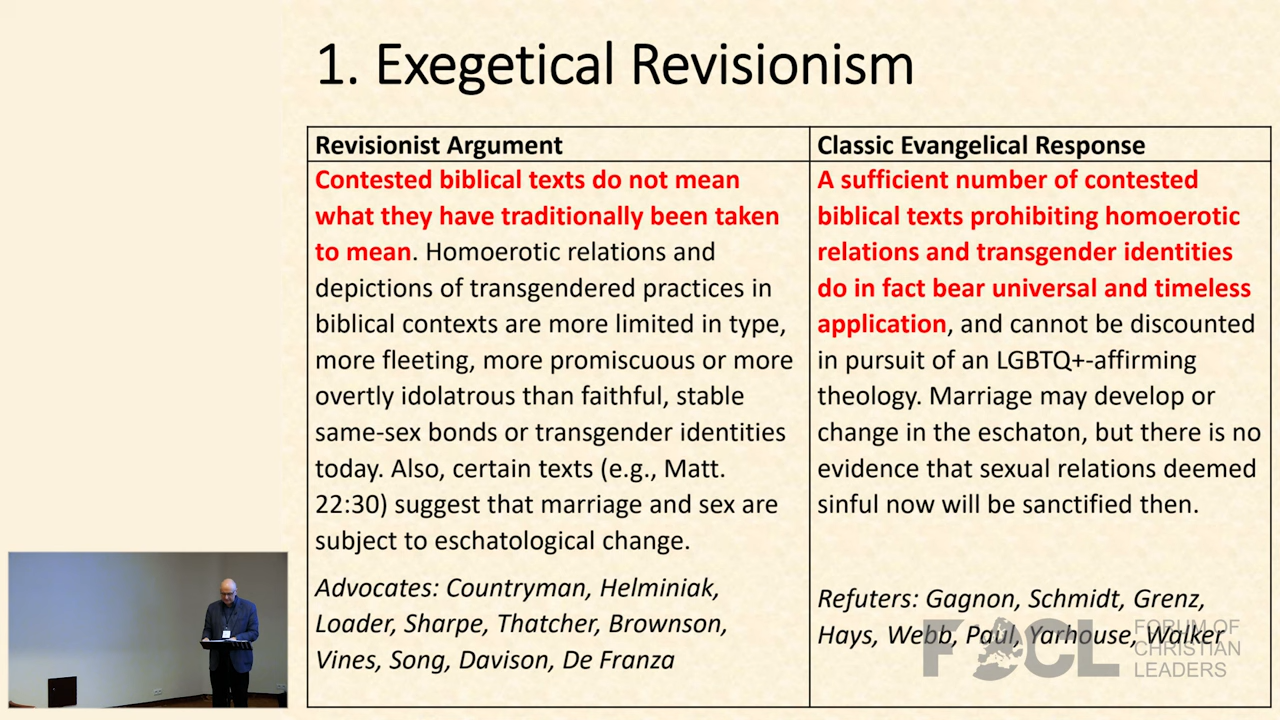 1. Exegetical Revisionism
Revisionist Argument
Contested biblical texts do not mean
what they have traditionally been taken
to mean. Homoerotic relations and
depictions of transgendered practices in
biblical contexts are more limited in type,
more fleeting, more promiscuous or more
overtly idolatrous than faithful, stable
same-sex bonds or transgender identities
today. Also, certain texts (e.g., Matt.
22:30) suggest that marriage and sex are
subject to eschatological change.
Advocates: Countryman, Helminiak,
Loader, Sharpe, Thatcher, Brownson,
Vines, Song, Davison, De Franza
Classic Evangelical Response
A sufficient number of contested
biblical texts prohibiting homoerotic
relations and transgender identities
do in fact bear universal and timeless
application, and cannot be discounted
in pursuit of an LGBTQ+-affirming
theology. Marriage may develop or
change in the eschaton, but there is no
evidence that sexual relations deemed
sinful now will be sanctified then.
Refuters: Gagnon, Schmidt, Grenz,
Hays, Webb, Paul, Yarhouse, Walker
FOCL
FORUM OF
CHRISTIAN
LEADERS